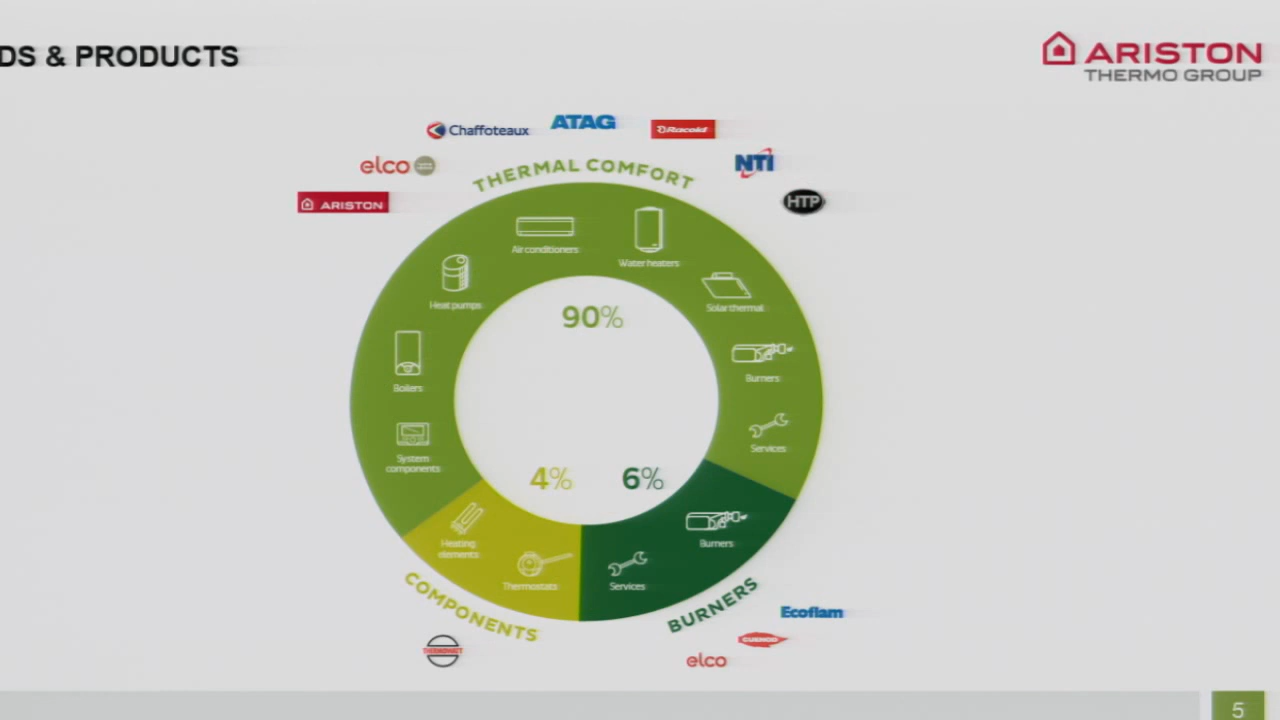 DS & PRODUCTS
ARISTON
THERMO GROUP
Chaffoteaux
ATAG
Racold
elco
NTI
ARISTON
HTP
THERMAL COMFORT
Air conditioners
Water heaters
Heat pumps
Solar thermal
90%
Boilers
Burners
System
components
Services
4%
6%
Heating
elements
Thermostats
Burners
Services
COMPONENTS
BURNERS
THERMOWATT
Ecoflam
CUENOD
elco
5